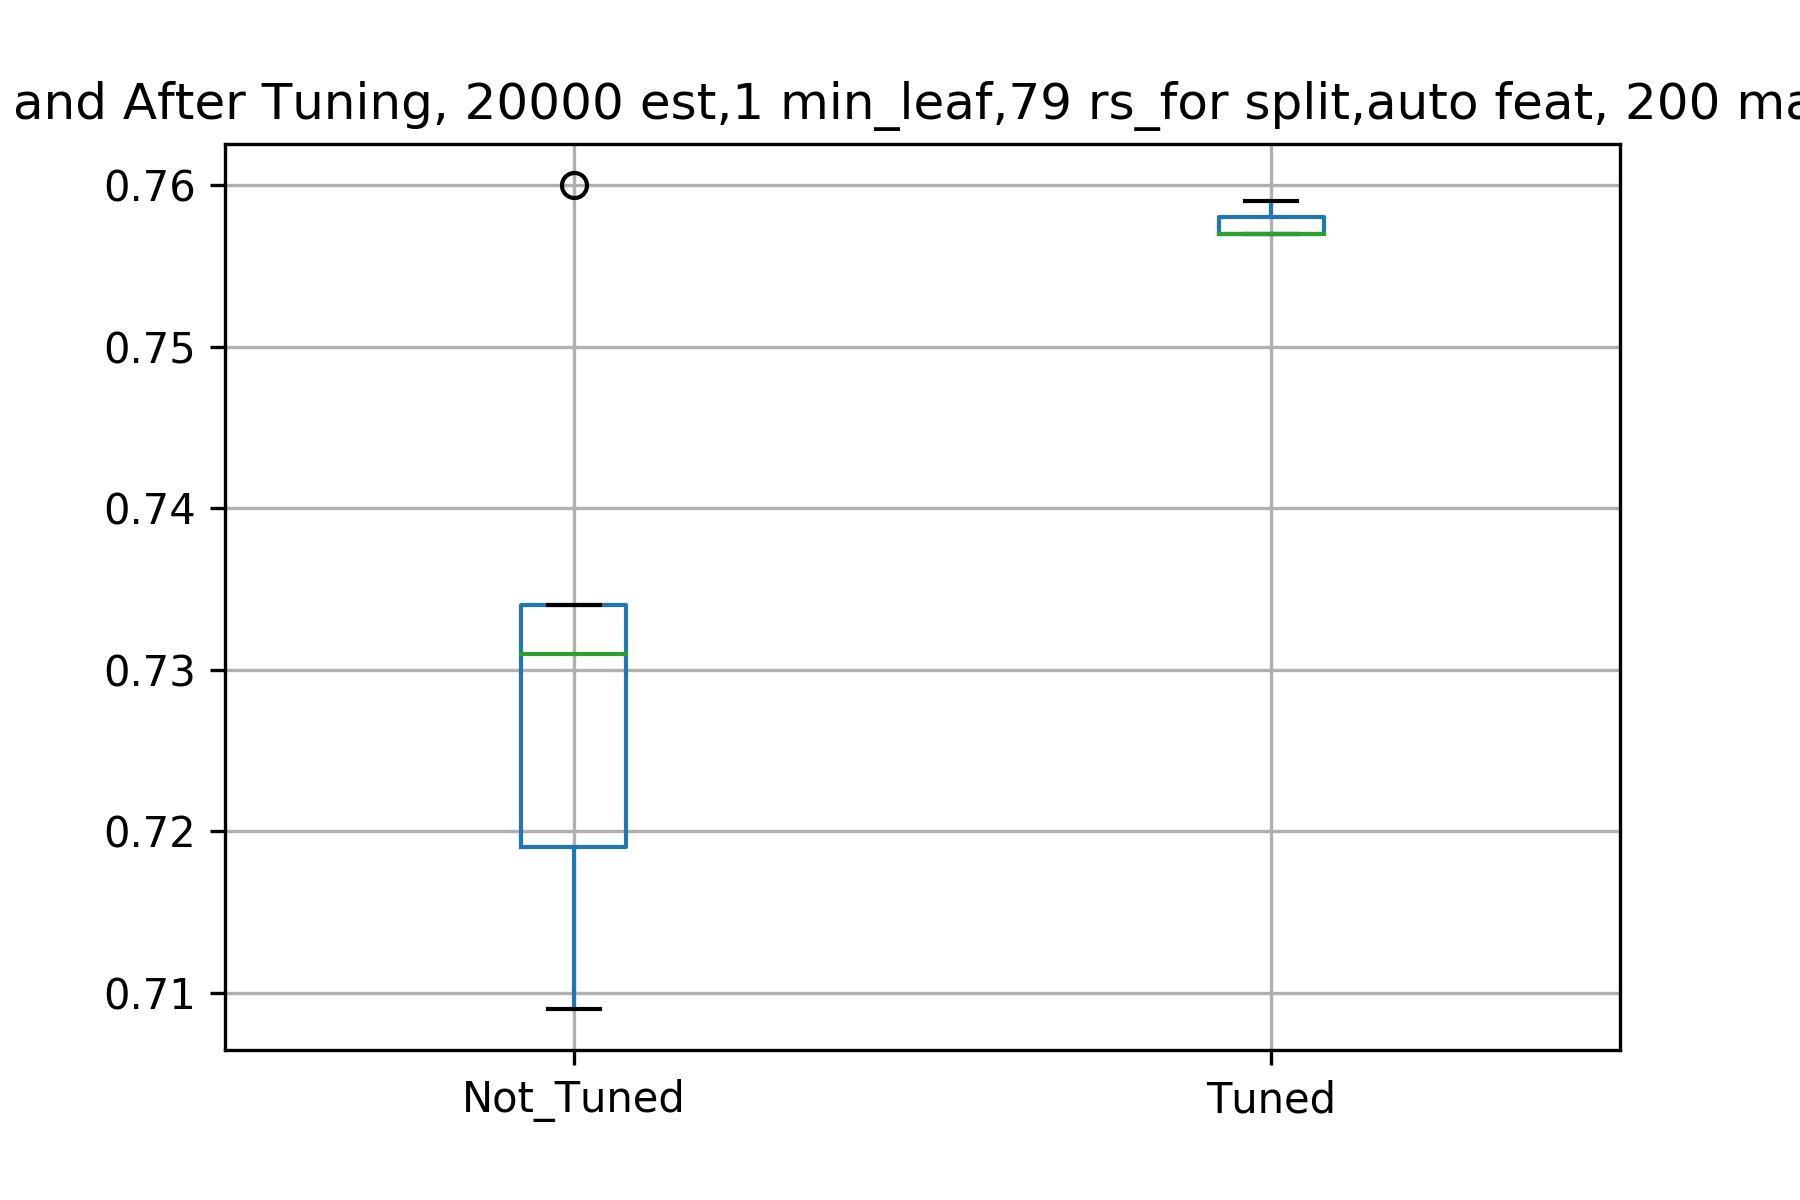 and After Tuning, 20000 est,1 min_leaf,79 rs_for split,auto feat, 200
0.76
0.75
0.74
0.73
0.72
0.71
Not_Tuned
Tuned